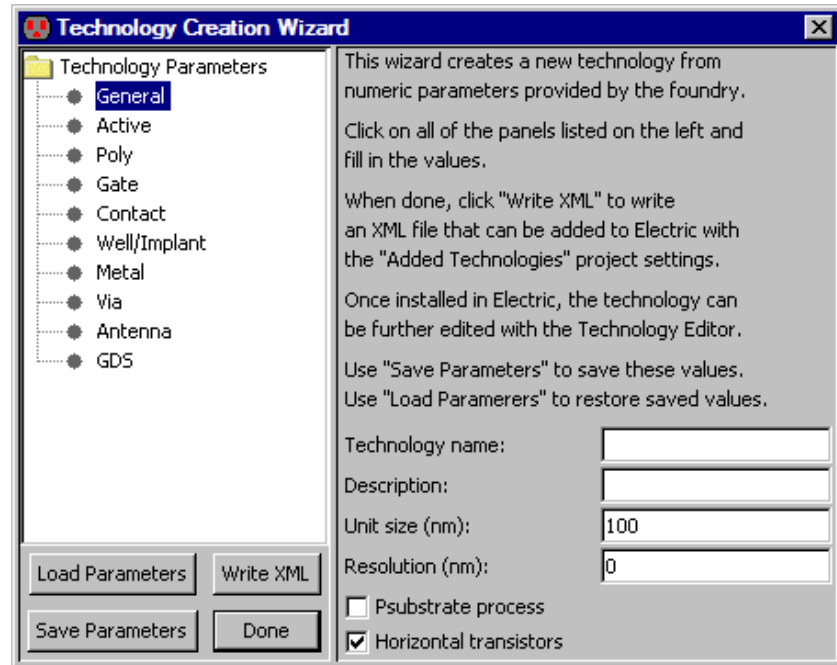 Technology Creation Wizard
Technology Parameters
General
Active
Poly
Gate
Contact
Well/Implant
Metal
Via
Antenna
GDS
Load Parameters
Write XML
Save Parameters
Done
This wizard creates a new technology from
numeric parameters provided by the foundry.
Click on all of the panels listed on the left and
fill in the values.
When done, click "Write XML" to write
an XML file that can be added to Electric with
the "Added Technologies" project settings.
Once installed in Electric, the technology can
be further edited with the Technology Editor.
Use "Save Parameters" to save these values.
Use "Load Paramerers" to restore saved values.
Technology name:
Description:
Unit size (nm): 100
Resolution (nm): 0
Psubstrate process
Horizontal transistors